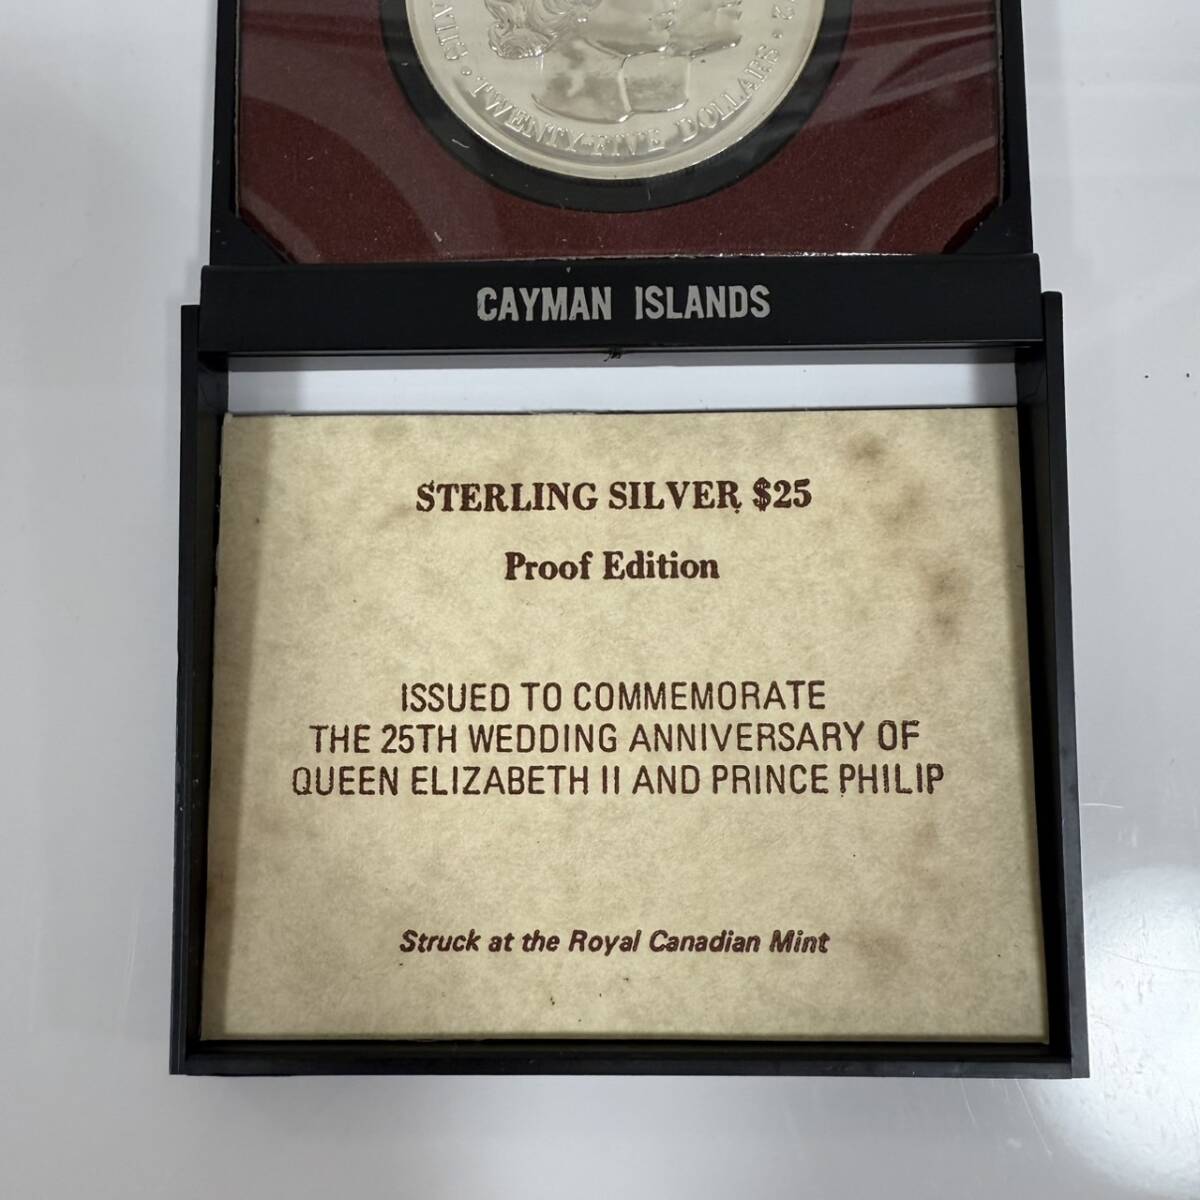 TWENTY-FIVE DOLLARS
CAYMAN ISLANDS
STERLING SILVER $25
Proof Edition
ISSUED TO COMMEMORATE
THE 25TH WEDDING ANNIVERSARY OF
QUEEN ELIZABETH II AND PRINCE PHILIP
Struck at the Royal Canadian Mint